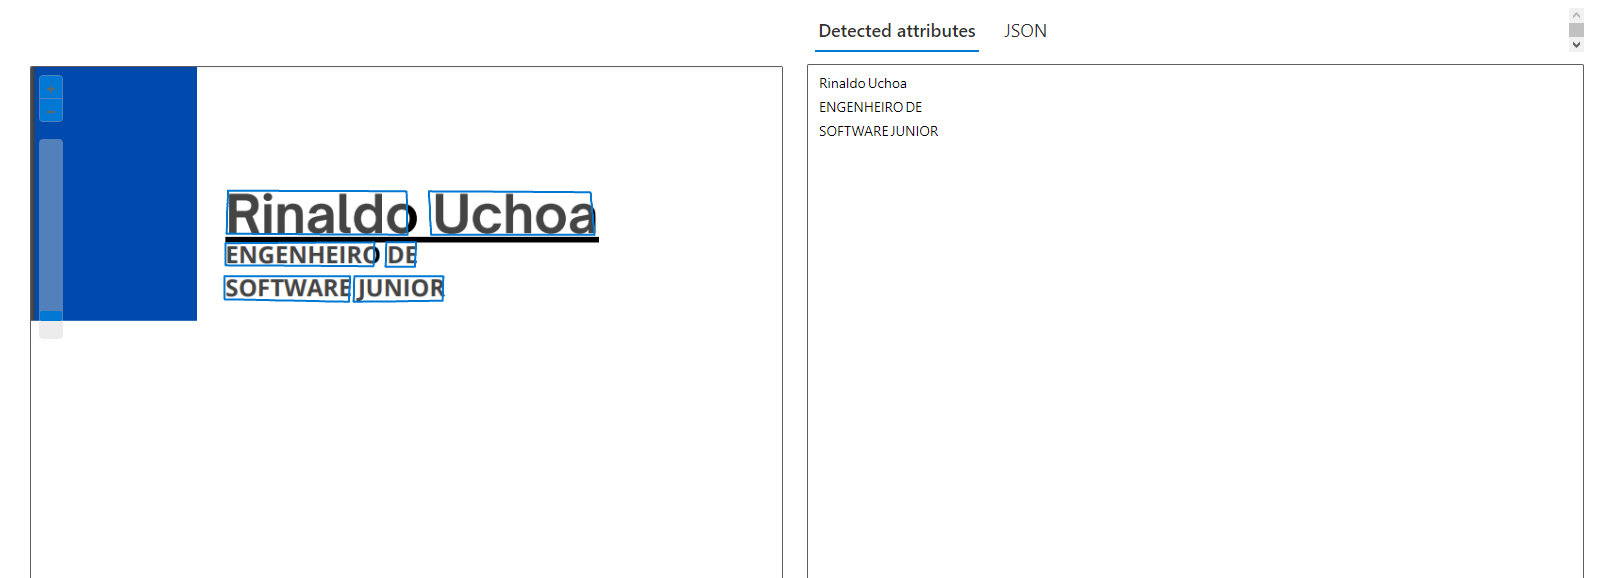 Detected attributes JSON
+
−
Rinaldo Uchoa
ENGENHEIRO DE
SOFTWARE JUNIOR
Rinaldo Uchoa
ENGENHEIRO DE
SOFTWARE JUNIOR